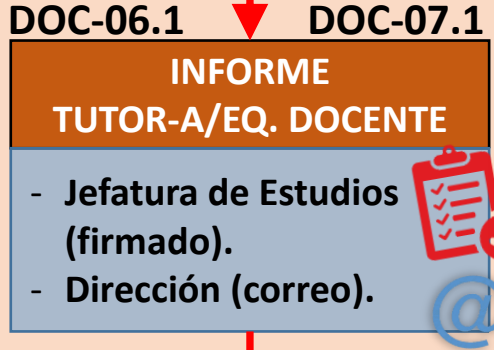 DOC-06.1 DOC-07.1
INFORME
TUTOR-A/EQ. DOCENTE
- Jefatura de Estudios
(firmado).
- Dirección (correo).
@